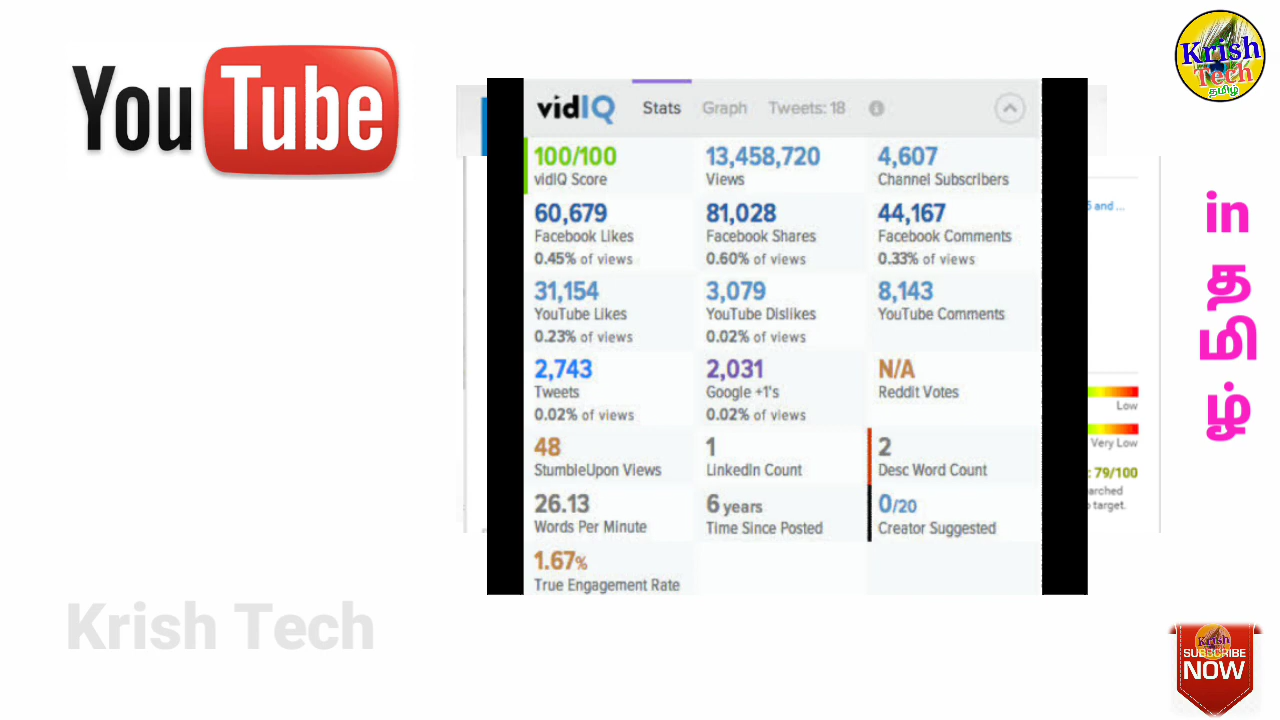 YouTube
Krish
Tech
தமிழ்
vidIQ Stats Graph Tweets: 18
100/100 13,458,720 4,607
vidIQ Score Views Channel Subscribers
60,679 81,028 44,167
Facebook Likes Facebook Shares Facebook Comments
0.45% of views 0.60% of views 0.33% of views
31,154 3,079 8,143
YouTube Likes YouTube Dislikes YouTube Comments
0.23% of views 0.02% of views
2,743 2,031 N/A
Tweets Google +1's Reddit Votes
0.02% of views 0.02% of views
48 1 2
StumbleUpon Views LinkedIn Count Desc Word Count
26.13 6 years 0/20
Words Per Minute Time Since Posted Creator Suggested
1.67%
True Engagement Rate
and ...
Low
Very Low
: 79/100
target.
in
த
மி
ழ்
Krish Tech
Krish
SUBSCRIBE
NOW